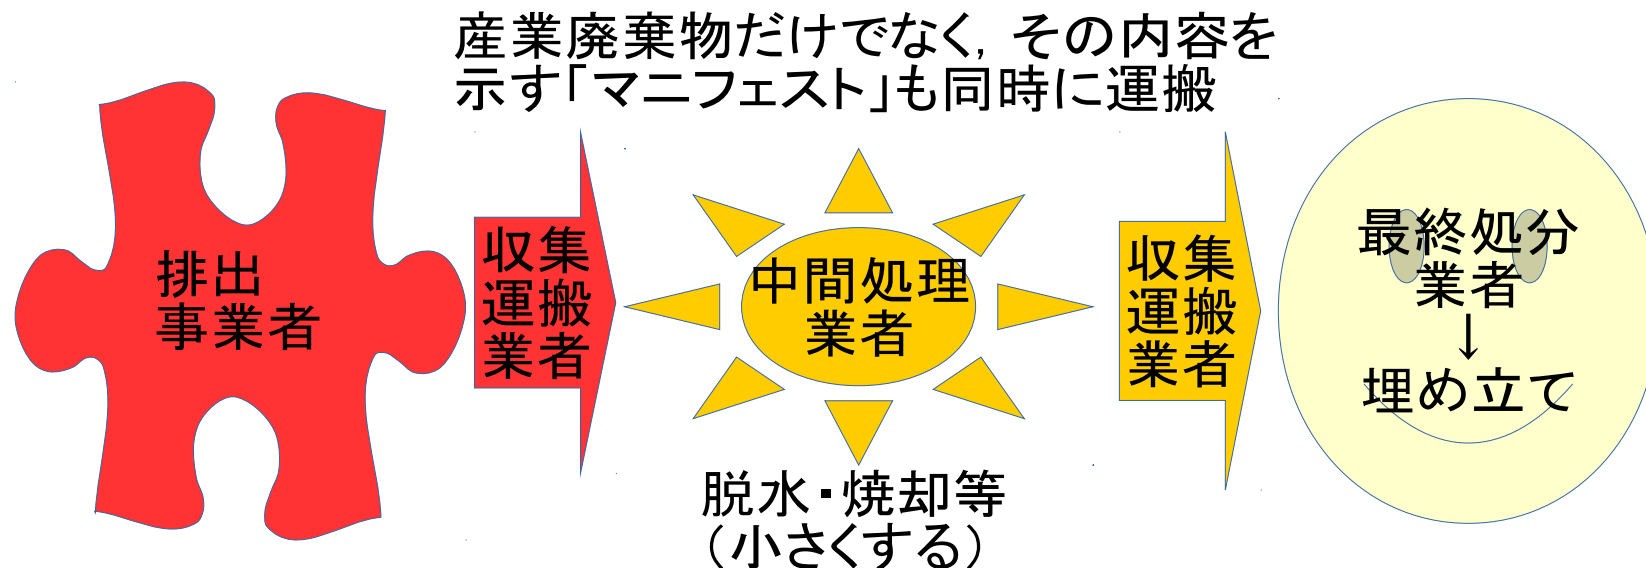 産業廃棄物だけでなく，その内容を
示す「マニフェスト」も同時に運搬
排出
事業者
収集
運搬
業者
中間処理
業者
脱水・焼却等
（小さくする）
収集
運搬
業者
最終処分
業者
↓
埋め立て